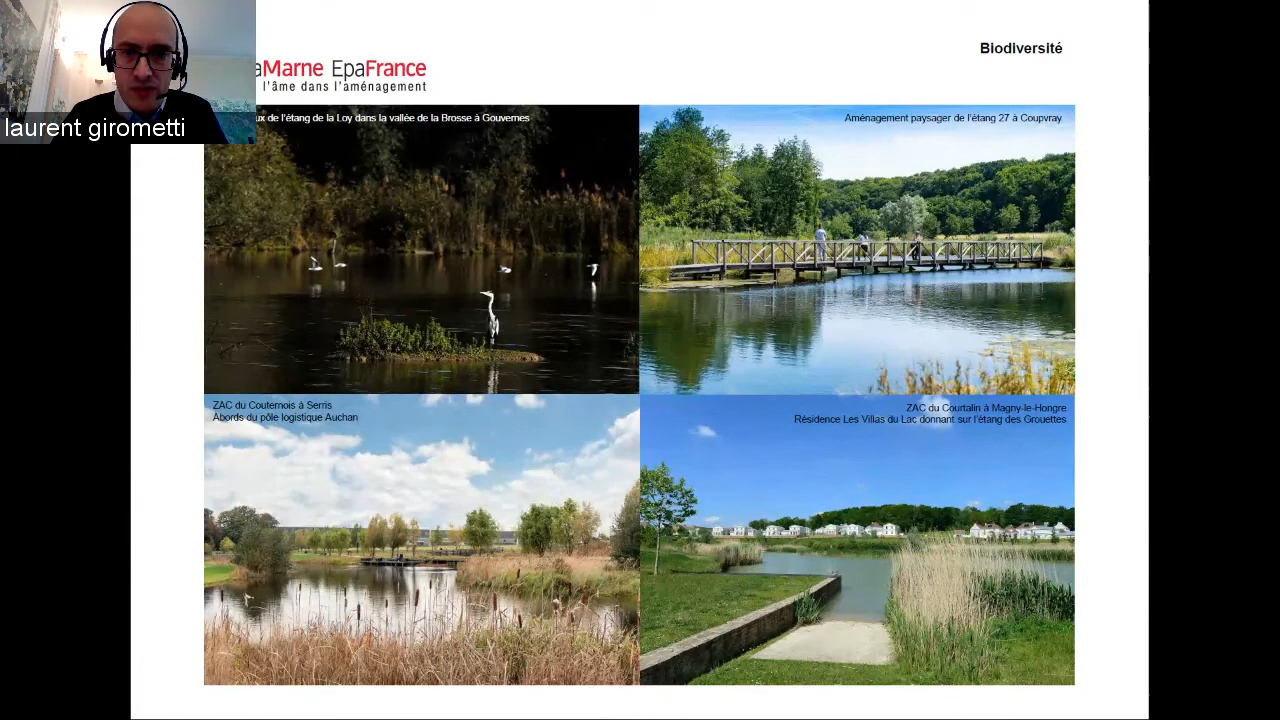 laurent girometti
Biodiversité
aMarne EpaFrance
l'âme dans l'aménagement
ux de l'étang de la Loy dans la vallée de la Brosse à Gouvernes
Aménagement paysager de l'étang 27 à Coupvray
ZAC du Couternois à Serris
Abords du pôle logistique Auchan
ZAC du Courtalin à Magny-le-Hongre
Résidence Les Villas du Lac donnant sur l'étang des Grouettes